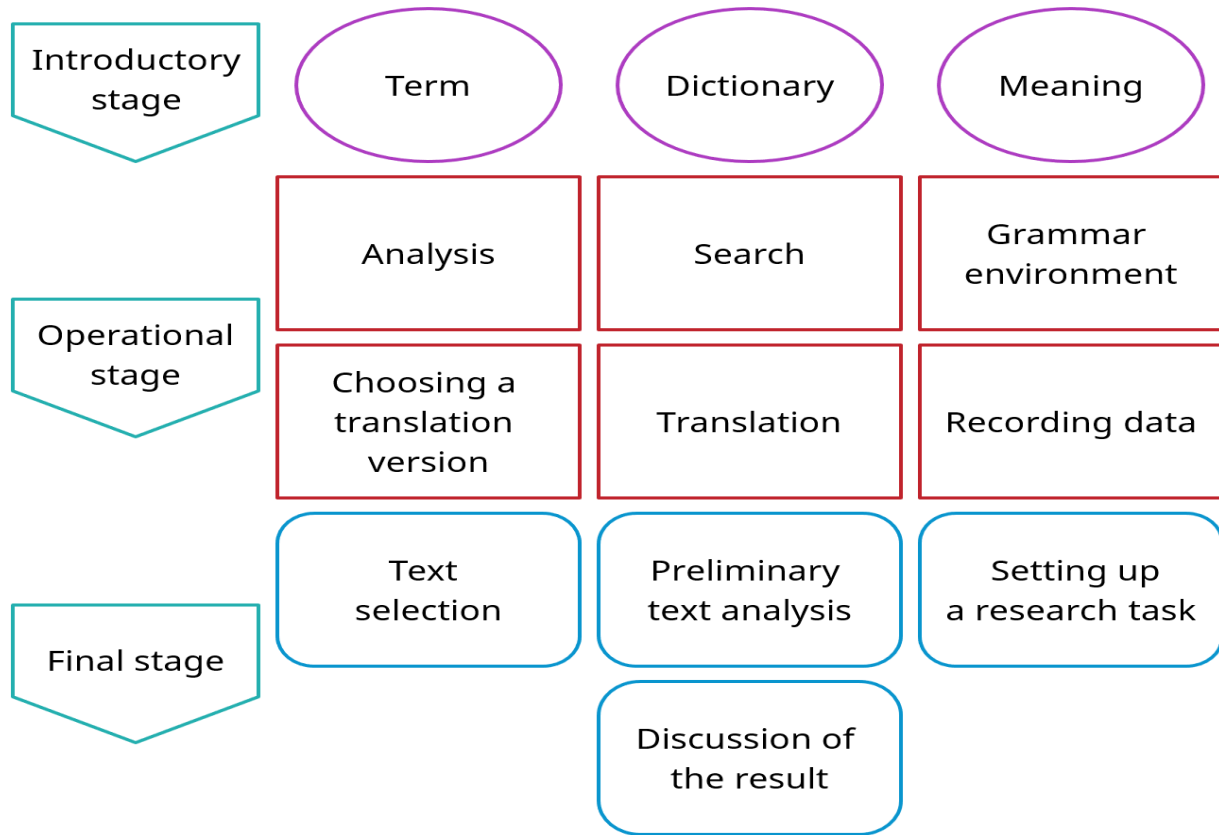 Introductory
stage
Term
Dictionary
Meaning
Analysis
Search
Grammar
environment
Operational
stage
Choosing a
translation
version
Translation
Recording data
Text
selection
Preliminary
text analysis
Setting up
a research task
Final stage
Discussion of
the result